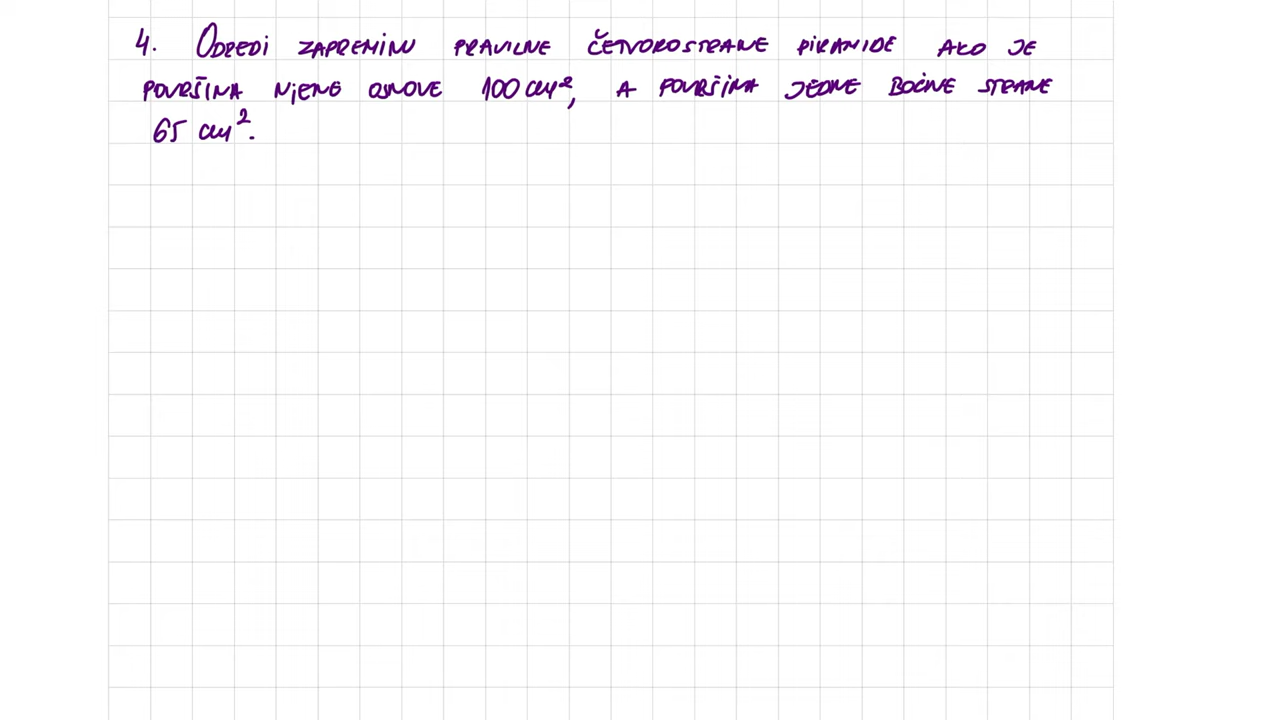 4. Odredi zapreminu pravilne četvorostrane piramide ako je
površina njene osnove 100 cm², a površina jedne bočne strane
65 cm².